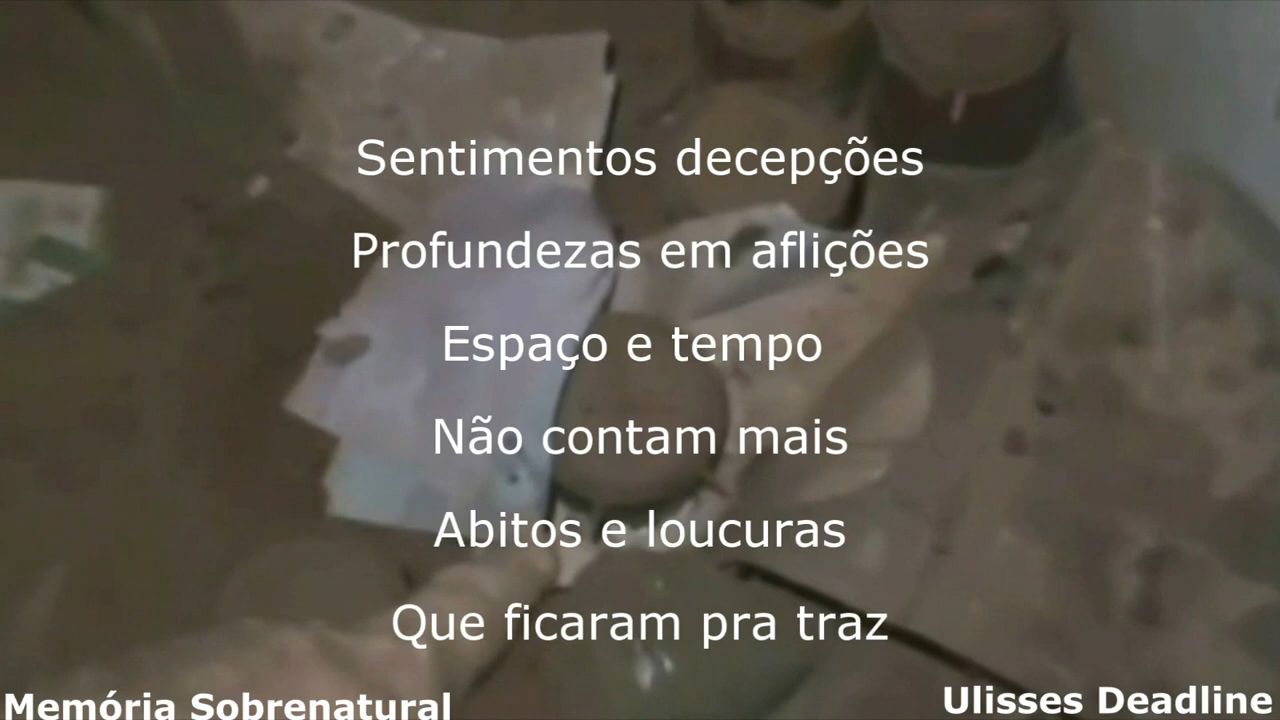 Sentimentos decepções
Profundezas em aflições
Espaço e tempo
Não contam mais
Abitos e loucuras
Que ficaram pra traz
Memória Sobrenatural
Ulisses Deadline